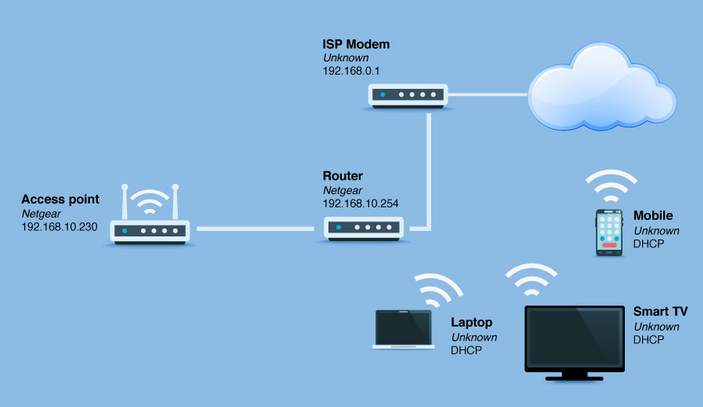 ISP Modem
Unknown
192.168.0.1
Router
Netgear
192.168.10.254
Access point
Netgear
192.168.10.230
Mobile
Unknown
DHCP
Laptop
Unknown
DHCP
Smart TV
Unknown
DHCP